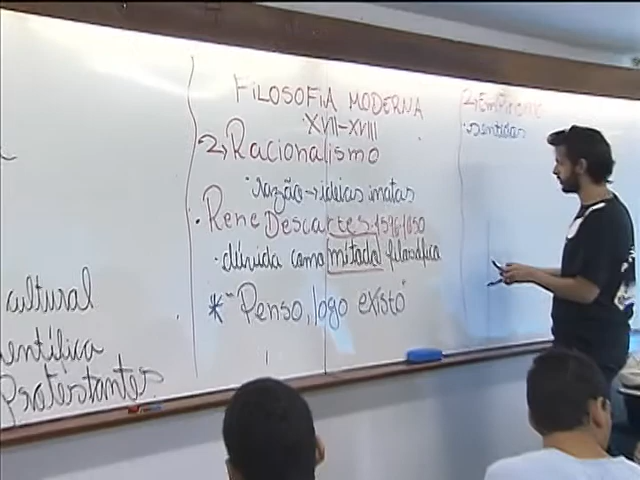 cultural
entífica
Protestantes
FILOSOFIA MODERNA
XVII-XVIII
2, Racionalismo
• razão → ideias inatas
• Rene Descartes 1596-1650
• dúvida como método filosófica
* "Penso, logo existo"
2, Empirismo
• sentidos